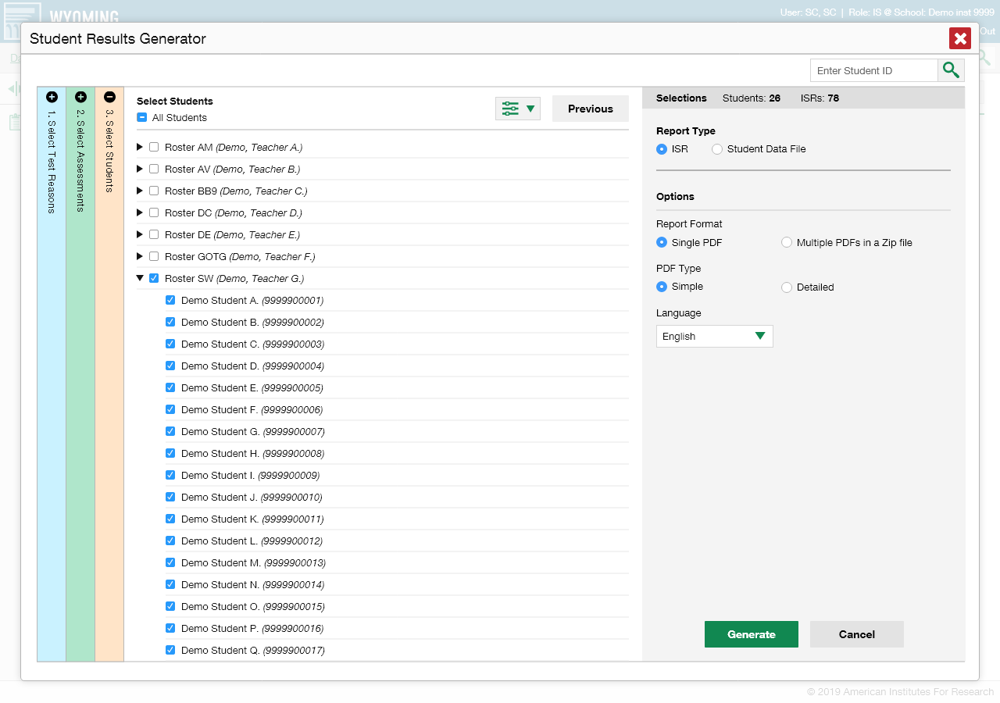 WYOMING
User: SC, SC | Role: IS @ School: Demo inst 9999
Out
Student Results Generator
Enter Student ID
1. Select Test Reasons
2. Select Assessments
3. Select Students
Select Students
All Students
Previous
Roster AM (Demo, Teacher A.)
Roster AV (Demo, Teacher B.)
Roster BB9 (Demo, Teacher C.)
Roster DC (Demo, Teacher D.)
Roster DE (Demo, Teacher E.)
Roster GOTG (Demo, Teacher F.)
Roster SW (Demo, Teacher G.)
Demo Student A. (9999900001)
Demo Student B. (9999900002)
Demo Student C. (9999900003)
Demo Student D. (9999900004)
Demo Student E. (9999900005)
Demo Student F. (9999900006)
Demo Student G. (9999900007)
Demo Student H. (9999900008)
Demo Student I. (9999900009)
Demo Student J. (9999900010)
Demo Student K. (9999900011)
Demo Student L. (9999900012)
Demo Student M. (9999900013)
Demo Student N. (9999900014)
Demo Student O. (9999900015)
Demo Student P. (9999900016)
Demo Student Q. (9999900017)
Selections Students: 26 ISRs: 78
Report Type
ISR Student Data File
Options
Report Format
Single PDF Multiple PDFs in a Zip file
PDF Type
Simple Detailed
Language
English
Generate Cancel
© 2019 American Institutes For Research